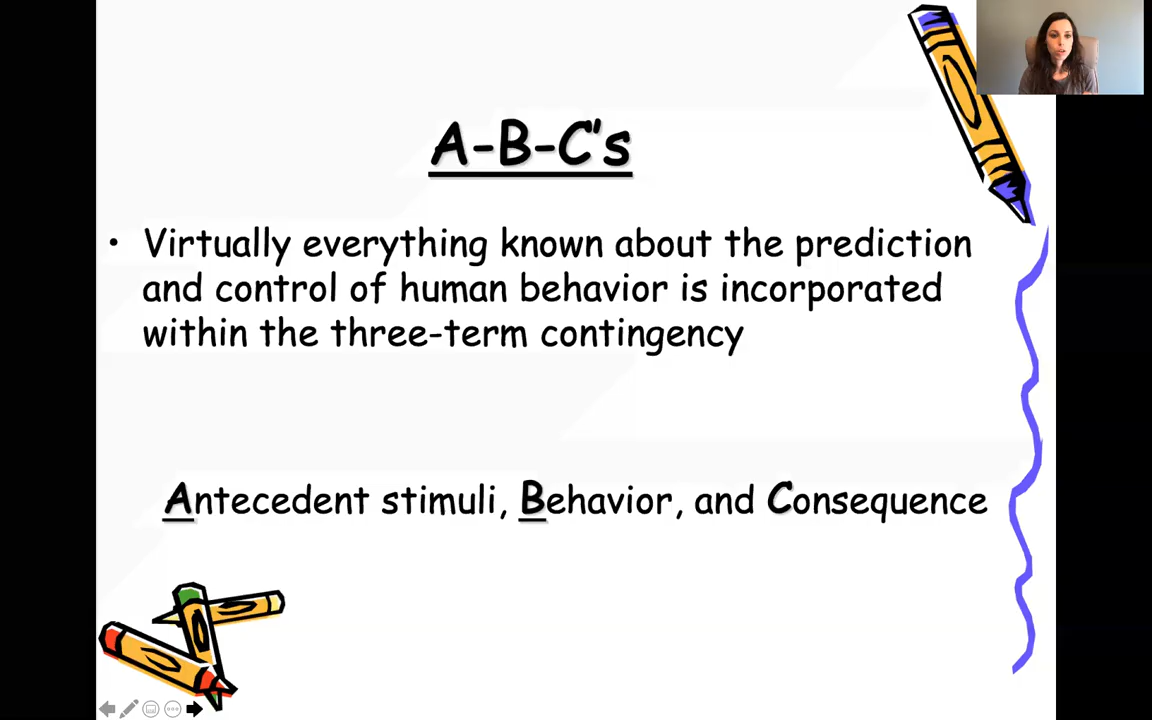 A-B-C's
• Virtually everything known about the prediction
and control of human behavior is incorporated
within the three-term contingency
Antecedent stimuli, Behavior, and Consequence